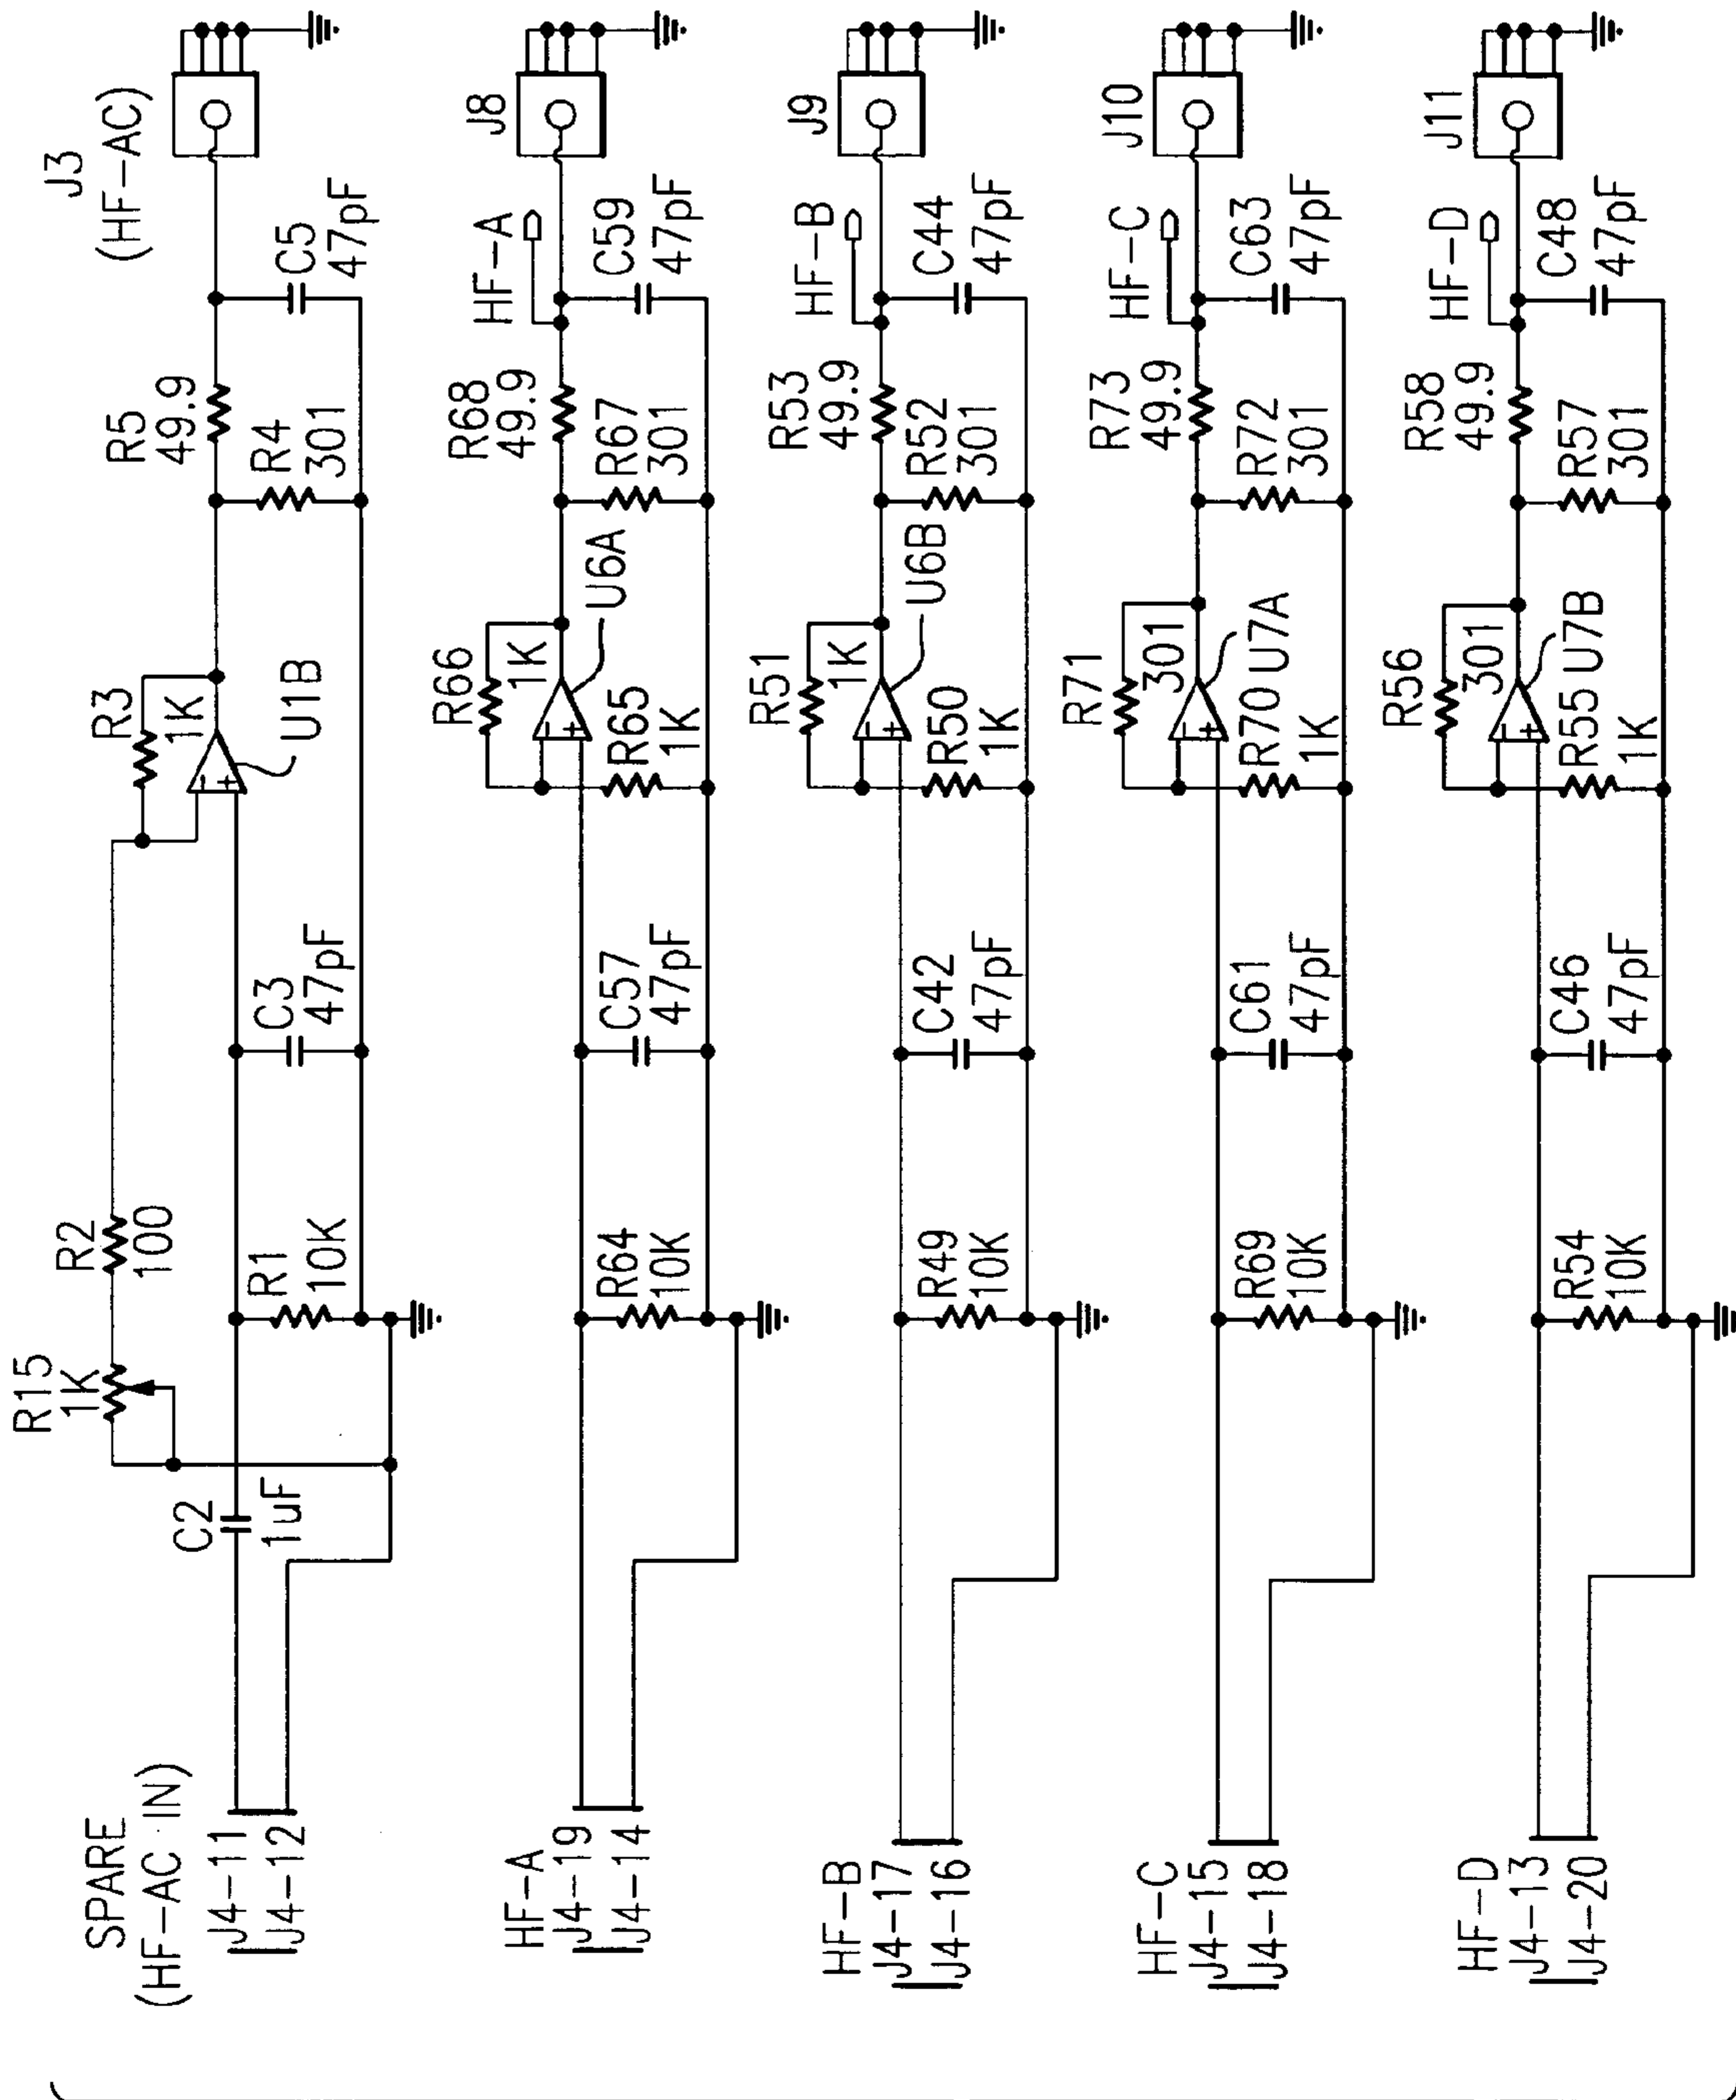 SPARE
(HF-AC IN)
J4-11
J4-12
C2
1uF
R15
1K
R2
100
R1
10K
C3
47pF
R3
1K
U1B
R5
49.9
R4
301
C5
47pF
J3
(HF-AC)
HF-A
J4-19
J4-14
R64
10K
C57
47pF
R66
1K
R65
1K
U6A
R68
49.9
R67
301
HF-A
C59
47pF
J8
HF-B
J4-17
J4-16
R49
10K
C42
47pF
R51
1K
R50
1K
U6B
R53
49.9
R52
301
HF-B
C44
47pF
J9
HF-C
J4-15
J4-18
R69
10K
C61
47pF
R71
301
R70
1K
U7A
R73
49.9
R72
301
HF-C
C63
47pF
J10
HF-D
J4-13
J4-20
R54
10K
C46
47pF
R56
301
R55
1K
U7B
R58
49.9
R57
301
HF-D
C48
47pF
J11